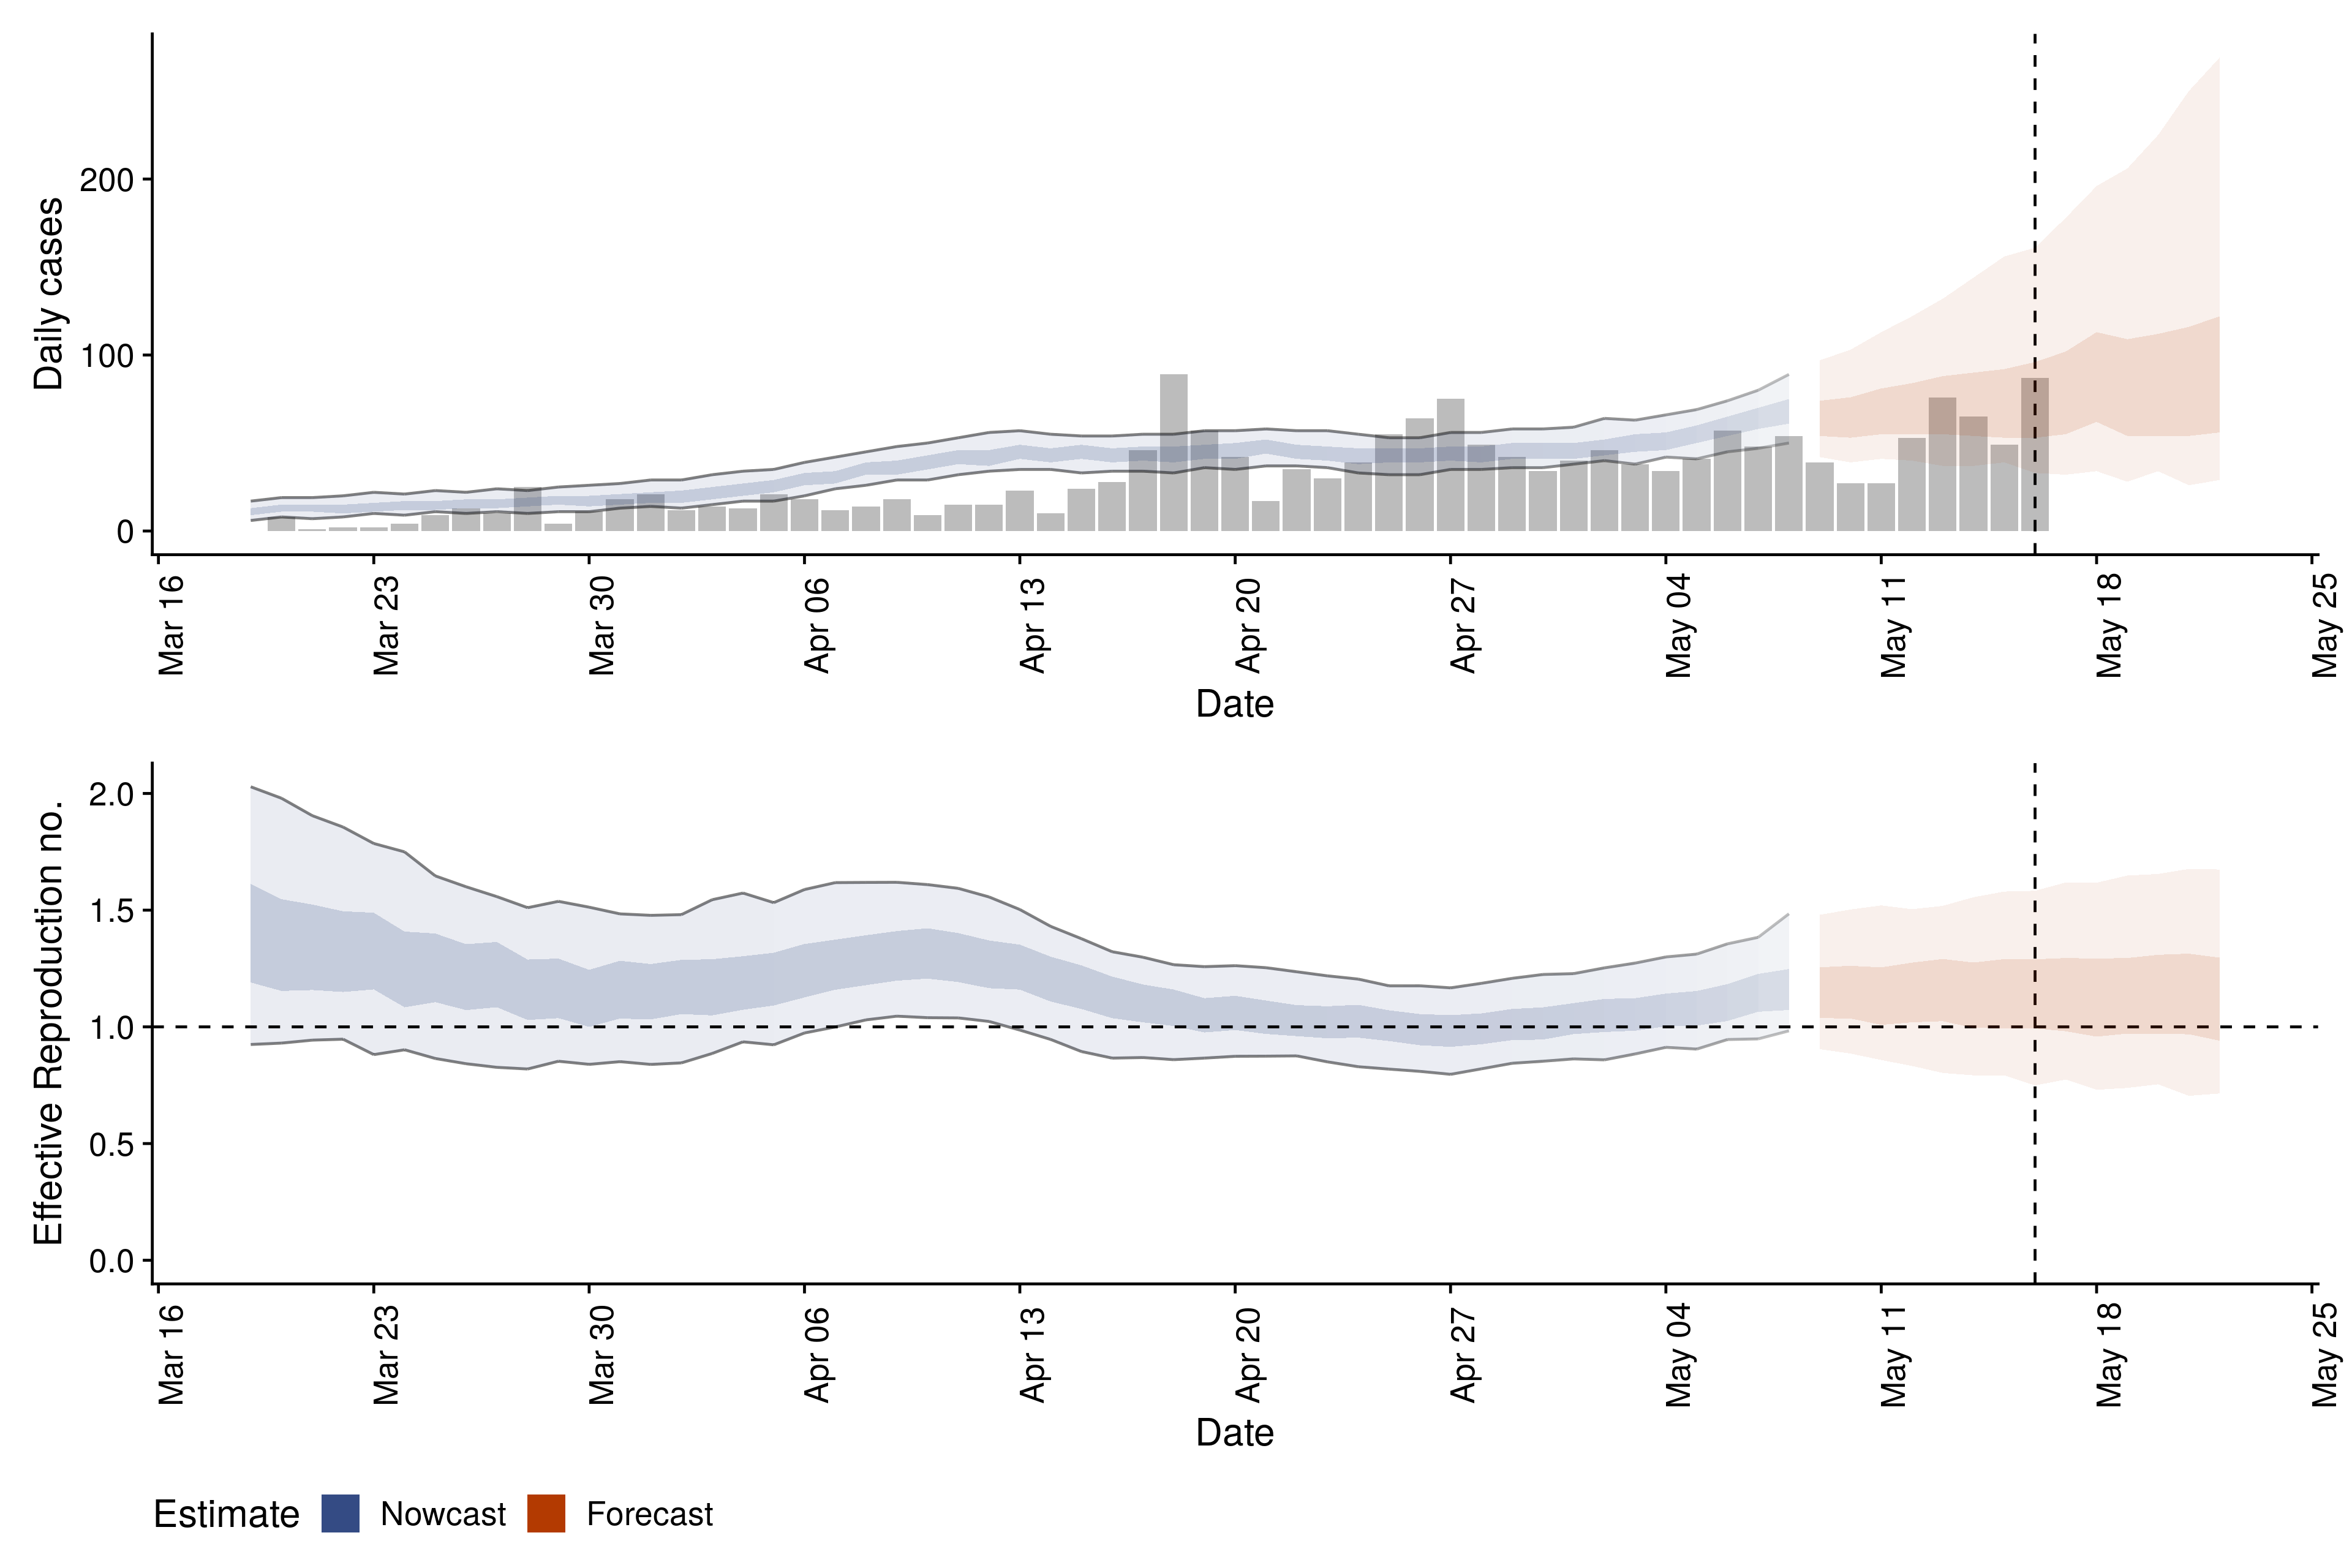 Daily cases
200
100
0
Mar 16
Mar 23
Mar 30
Apr 06
Apr 13
Apr 20
Apr 27
May 04
May 11
May 18
May 25
Date
Effective Reproduction no.
2.0
1.5
1.0
0.5
0.0
Mar 16
Mar 23
Mar 30
Apr 06
Apr 13
Apr 20
Apr 27
May 04
May 11
May 18
May 25
Date
Estimate Nowcast Forecast